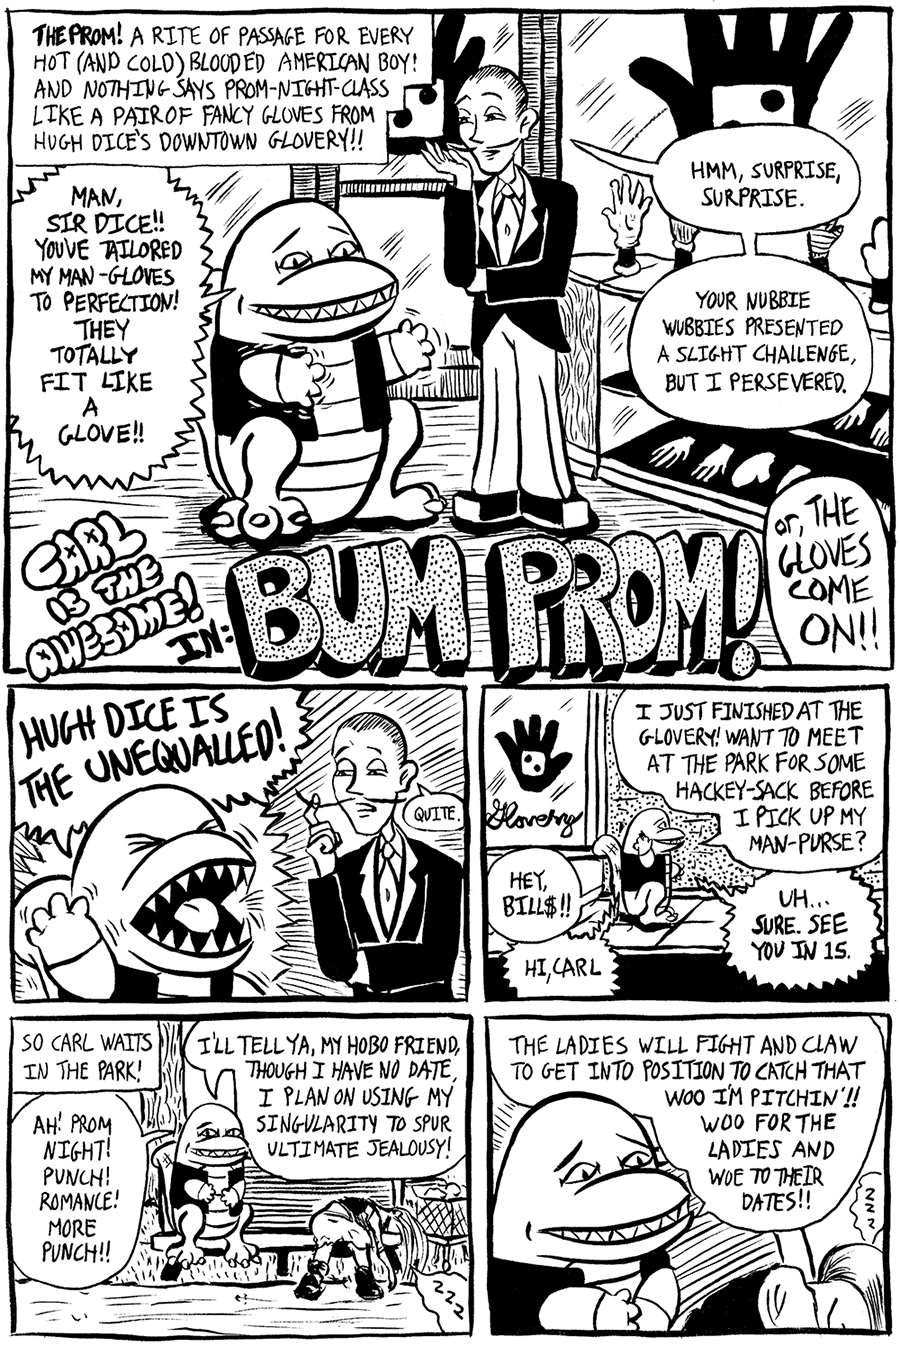 THE PROM! A RITE OF PASSAGE FOR EVERY
HOT (AND COLD) BLOODED AMERICAN BOY!
AND NOTHING SAYS PROM-NIGHT-CLASS
LIKE A PAIR OF FANCY GLOVES FROM
HUGH DICE'S DOWNTOWN GLOVERY!!
MAN,
SIR DICE!!
YOU'VE TAILORED
MY MAN-GLOVES
TO PERFECTION!
THEY
TOTALLY
FIT LIKE
A
GLOVE!!
HMM, SURPRISE,
SURPRISE.
YOUR NUBBIE
WUBBIES PRESENTED
A SLIGHT CHALLENGE,
BUT I PERSEVERED.
CARL
IS THE
AWESOME!
IN:
BUM PROM!
or, THE
GLOVES
COME
ON!!
HUGH DICE IS
THE UNEQUALLED!
QUITE.
Glovery
I JUST FINISHED AT THE
GLOVERY! WANT TO MEET
AT THE PARK FOR SOME
HACKEY-SACK BEFORE
I PICK UP MY
MAN-PURSE?
HEY,
BILL$!!
HI, CARL
UH...
SURE. SEE
YOU IN 15.
SO CARL WAITS
IN THE PARK!
AH! PROM
NIGHT!
PUNCH!
ROMANCE!
MORE
PUNCH!!
I'LL TELL YA, MY HOBO FRIEND,
THOUGH I HAVE NO DATE,
I PLAN ON USING MY
SINGULARITY TO SPUR
ULTIMATE JEALOUSY!
ZZZ
THE LADIES WILL FIGHT AND CLAW
TO GET INTO POSITION TO CATCH THAT
WOO I'M PITCHIN'!!
WOO FOR THE
LADIES AND
WOE TO THEIR
DATES!!
ZZZ